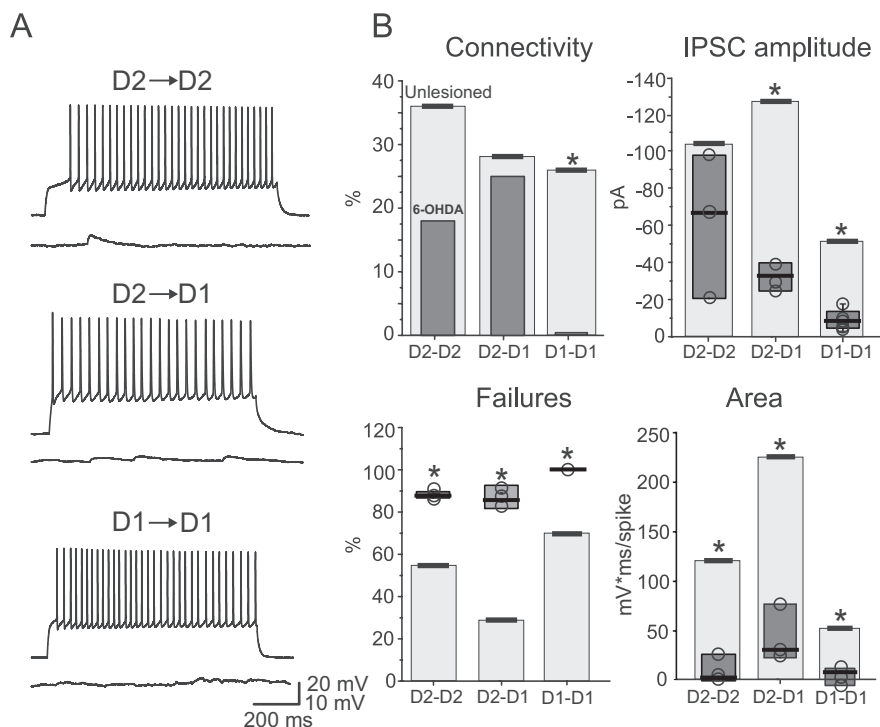 A
D2→D2
D2→D1
D1→D1
20 mV
10 mV
200 ms
B
Connectivity
40
30
20
10
0
%
Unlesioned
6-OHDA
*
D2-D2 D2-D1 D1-D1
IPSC amplitude
-140
-120
-100
-80
-60
-40
-20
0
pA
*
*
D2-D2 D2-D1 D1-D1
Failures
120
100
80
60
40
20
0
%
* * *
D2-D2 D2-D1 D1-D1
Area
250
200
150
100
50
0
mV*ms/spike
*
*
*
D2-D2 D2-D1 D1-D1